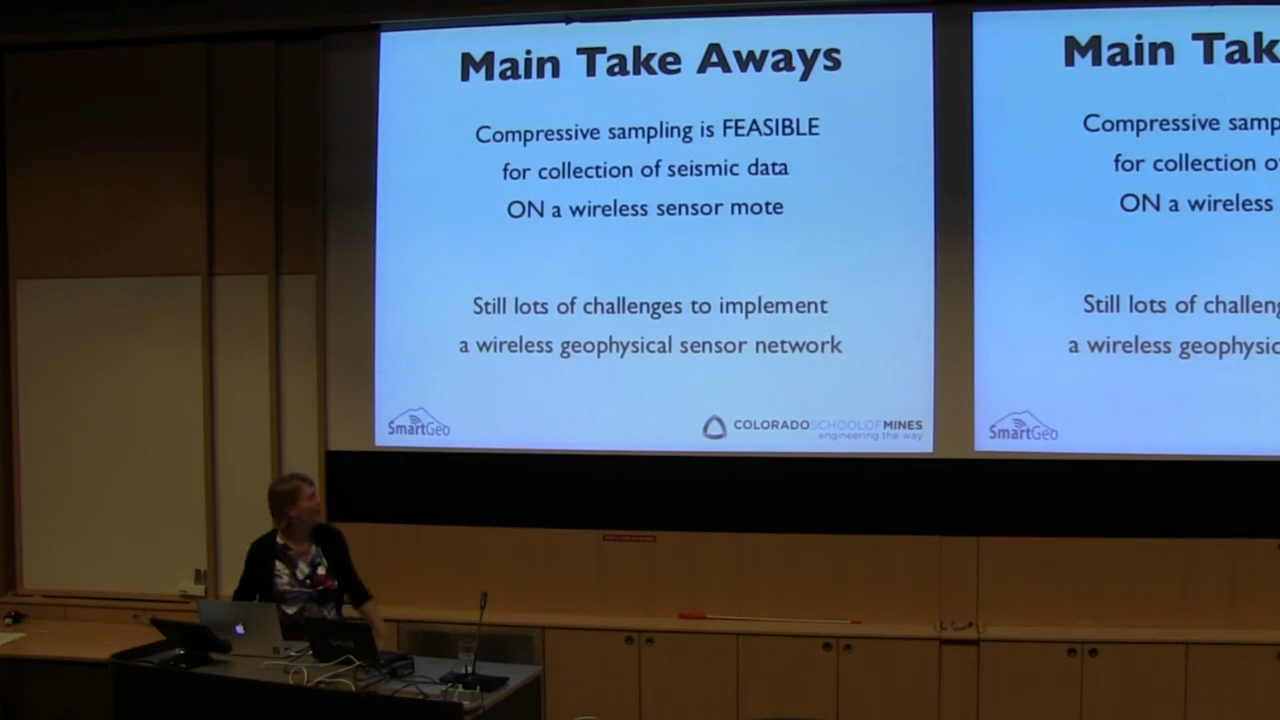 Main Take Aways
Compressive sampling is FEASIBLE
for collection of seismic data
ON a wireless sensor mote
Still lots of challenges to implement
a wireless geophysical sensor network
SmartGeo
COLORADOSCHOOLOFMINES
engineering the way
Main Tak
Compressive samp
for collection o
ON a wireless
Still lots of challeng
a wireless geophysic
SmartGeo